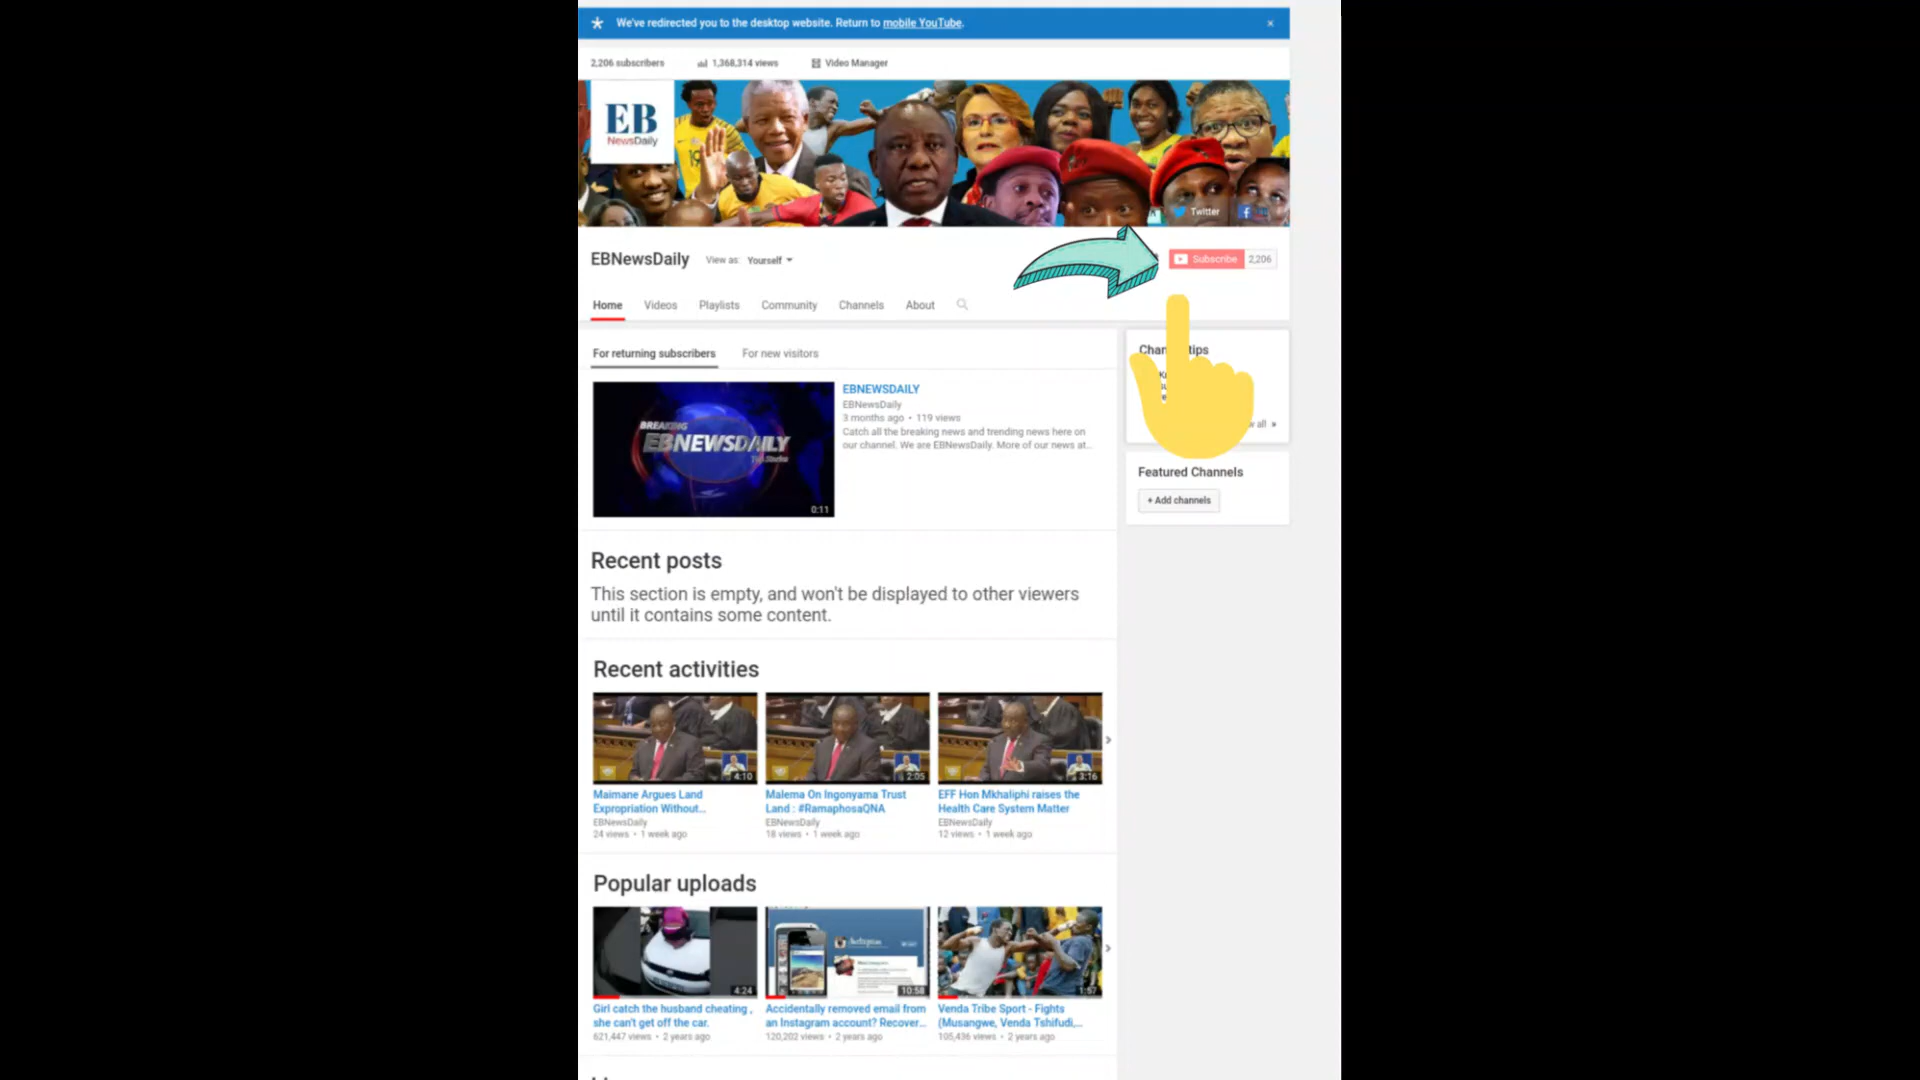 We've redirected you to the desktop website. Return to mobile YouTube.
2,206 subscribers 1,368,314 views Video Manager
EB
NewsDaily
Twitter
EBNewsDaily View as: Yourself
Subscribe 2,206
Home Videos Playlists Community Channels About
For returning subscribers For new visitors
BREAKING
EBNEWSDAILY
0:11
EBNEWSDAILY
EBNewsDaily
3 months ago • 119 views
Catch all the breaking news and trending news here on
our channel. We are EBNewsDaily. More of our news at...
all »
Featured Channels
+ Add channels
Recent posts
This section is empty, and won't be displayed to other viewers
until it contains some content.
Recent activities
4:10 2:05 3:16
Maimane Argues Land
Expropriation Without...
EBNewsDaily
24 views • 1 week ago
Malema On Ingonyama Trust
Land : #RamaphosaQNA
EBNewsDaily
18 views • 1 week ago
EFF Hon Mkhaliphi raises the
Health Care System Matter
EBNewsDaily
12 views • 1 week ago
Popular uploads
4:24 10:58 1:57
Girl catch the husband cheating ,
she can't get off the car.
621,447 views • 2 years ago
Accidentally removed email from
an Instagram account? Recover...
120,202 views • 2 years ago
Venda Tribe Sport - Fights
(Musangwe, Venda Tshifudi,...
105,436 views • 2 years ago